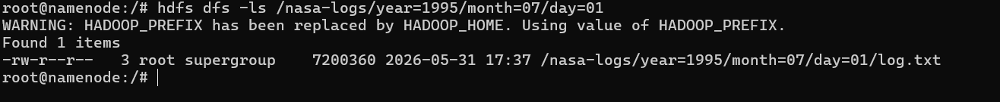 root@namenode:/# hdfs dfs -ls /nasa-logs/year=1995/month=07/day=01
WARNING: HADOOP_PREFIX has been replaced by HADOOP_HOME. Using value of HADOOP_PREFIX.
Found 1 items
-rw-r--r--   3 root supergroup    7200360 2026-05-31 17:37 /nasa-logs/year=1995/month=07/day=01/log.txt
root@namenode:/#